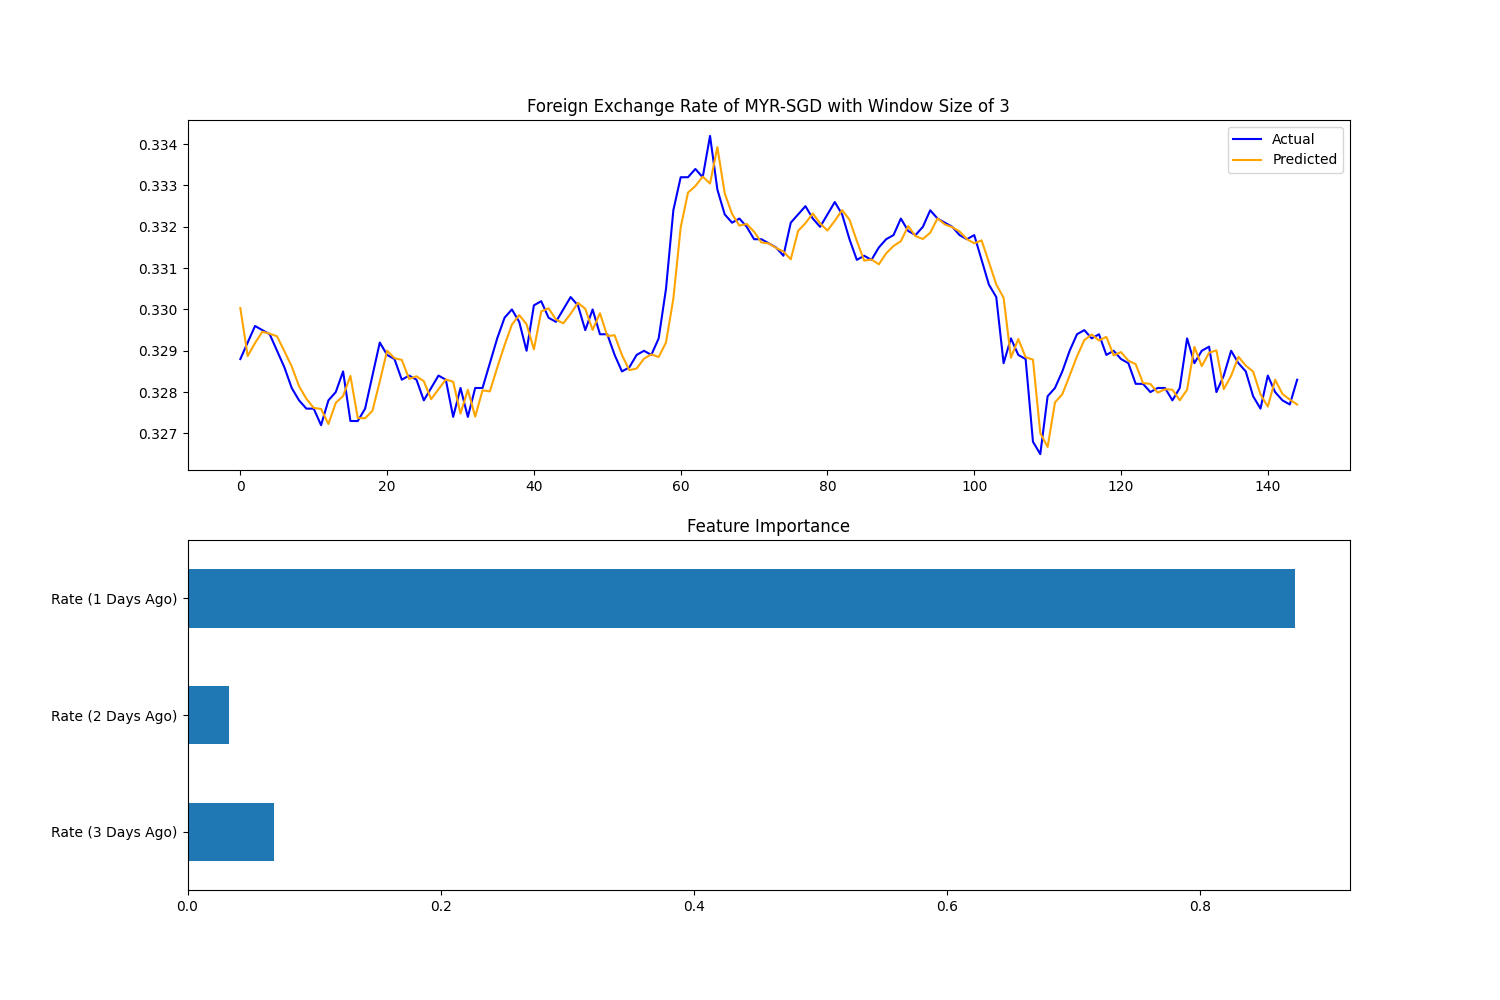 Foreign Exchange Rate of MYR-SGD with Window Size of 3
Actual
Predicted
0.334
0.333
0.332
0.331
0.330
0.329
0.328
0.327
0 20 40 60 80 100 120 140
Feature Importance
Rate (1 Days Ago)
Rate (2 Days Ago)
Rate (3 Days Ago)
0.0 0.2 0.4 0.6 0.8